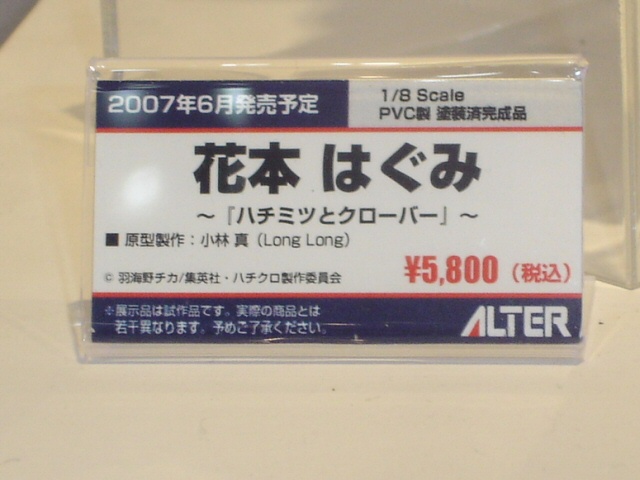 2007年6月発売予定
1/8 Scale
PVC製 塗装済完成品
花本 はぐみ
～『ハチミツとクローバー』～
■ 原型製作：小林 真（Long Long）
¥5,800（税込）
© 羽海野チカ/集英社・ハチクロ製作委員会
※展示品は試作品です。実際の商品とは
若干異なります。予めご了承ください。
ALTER